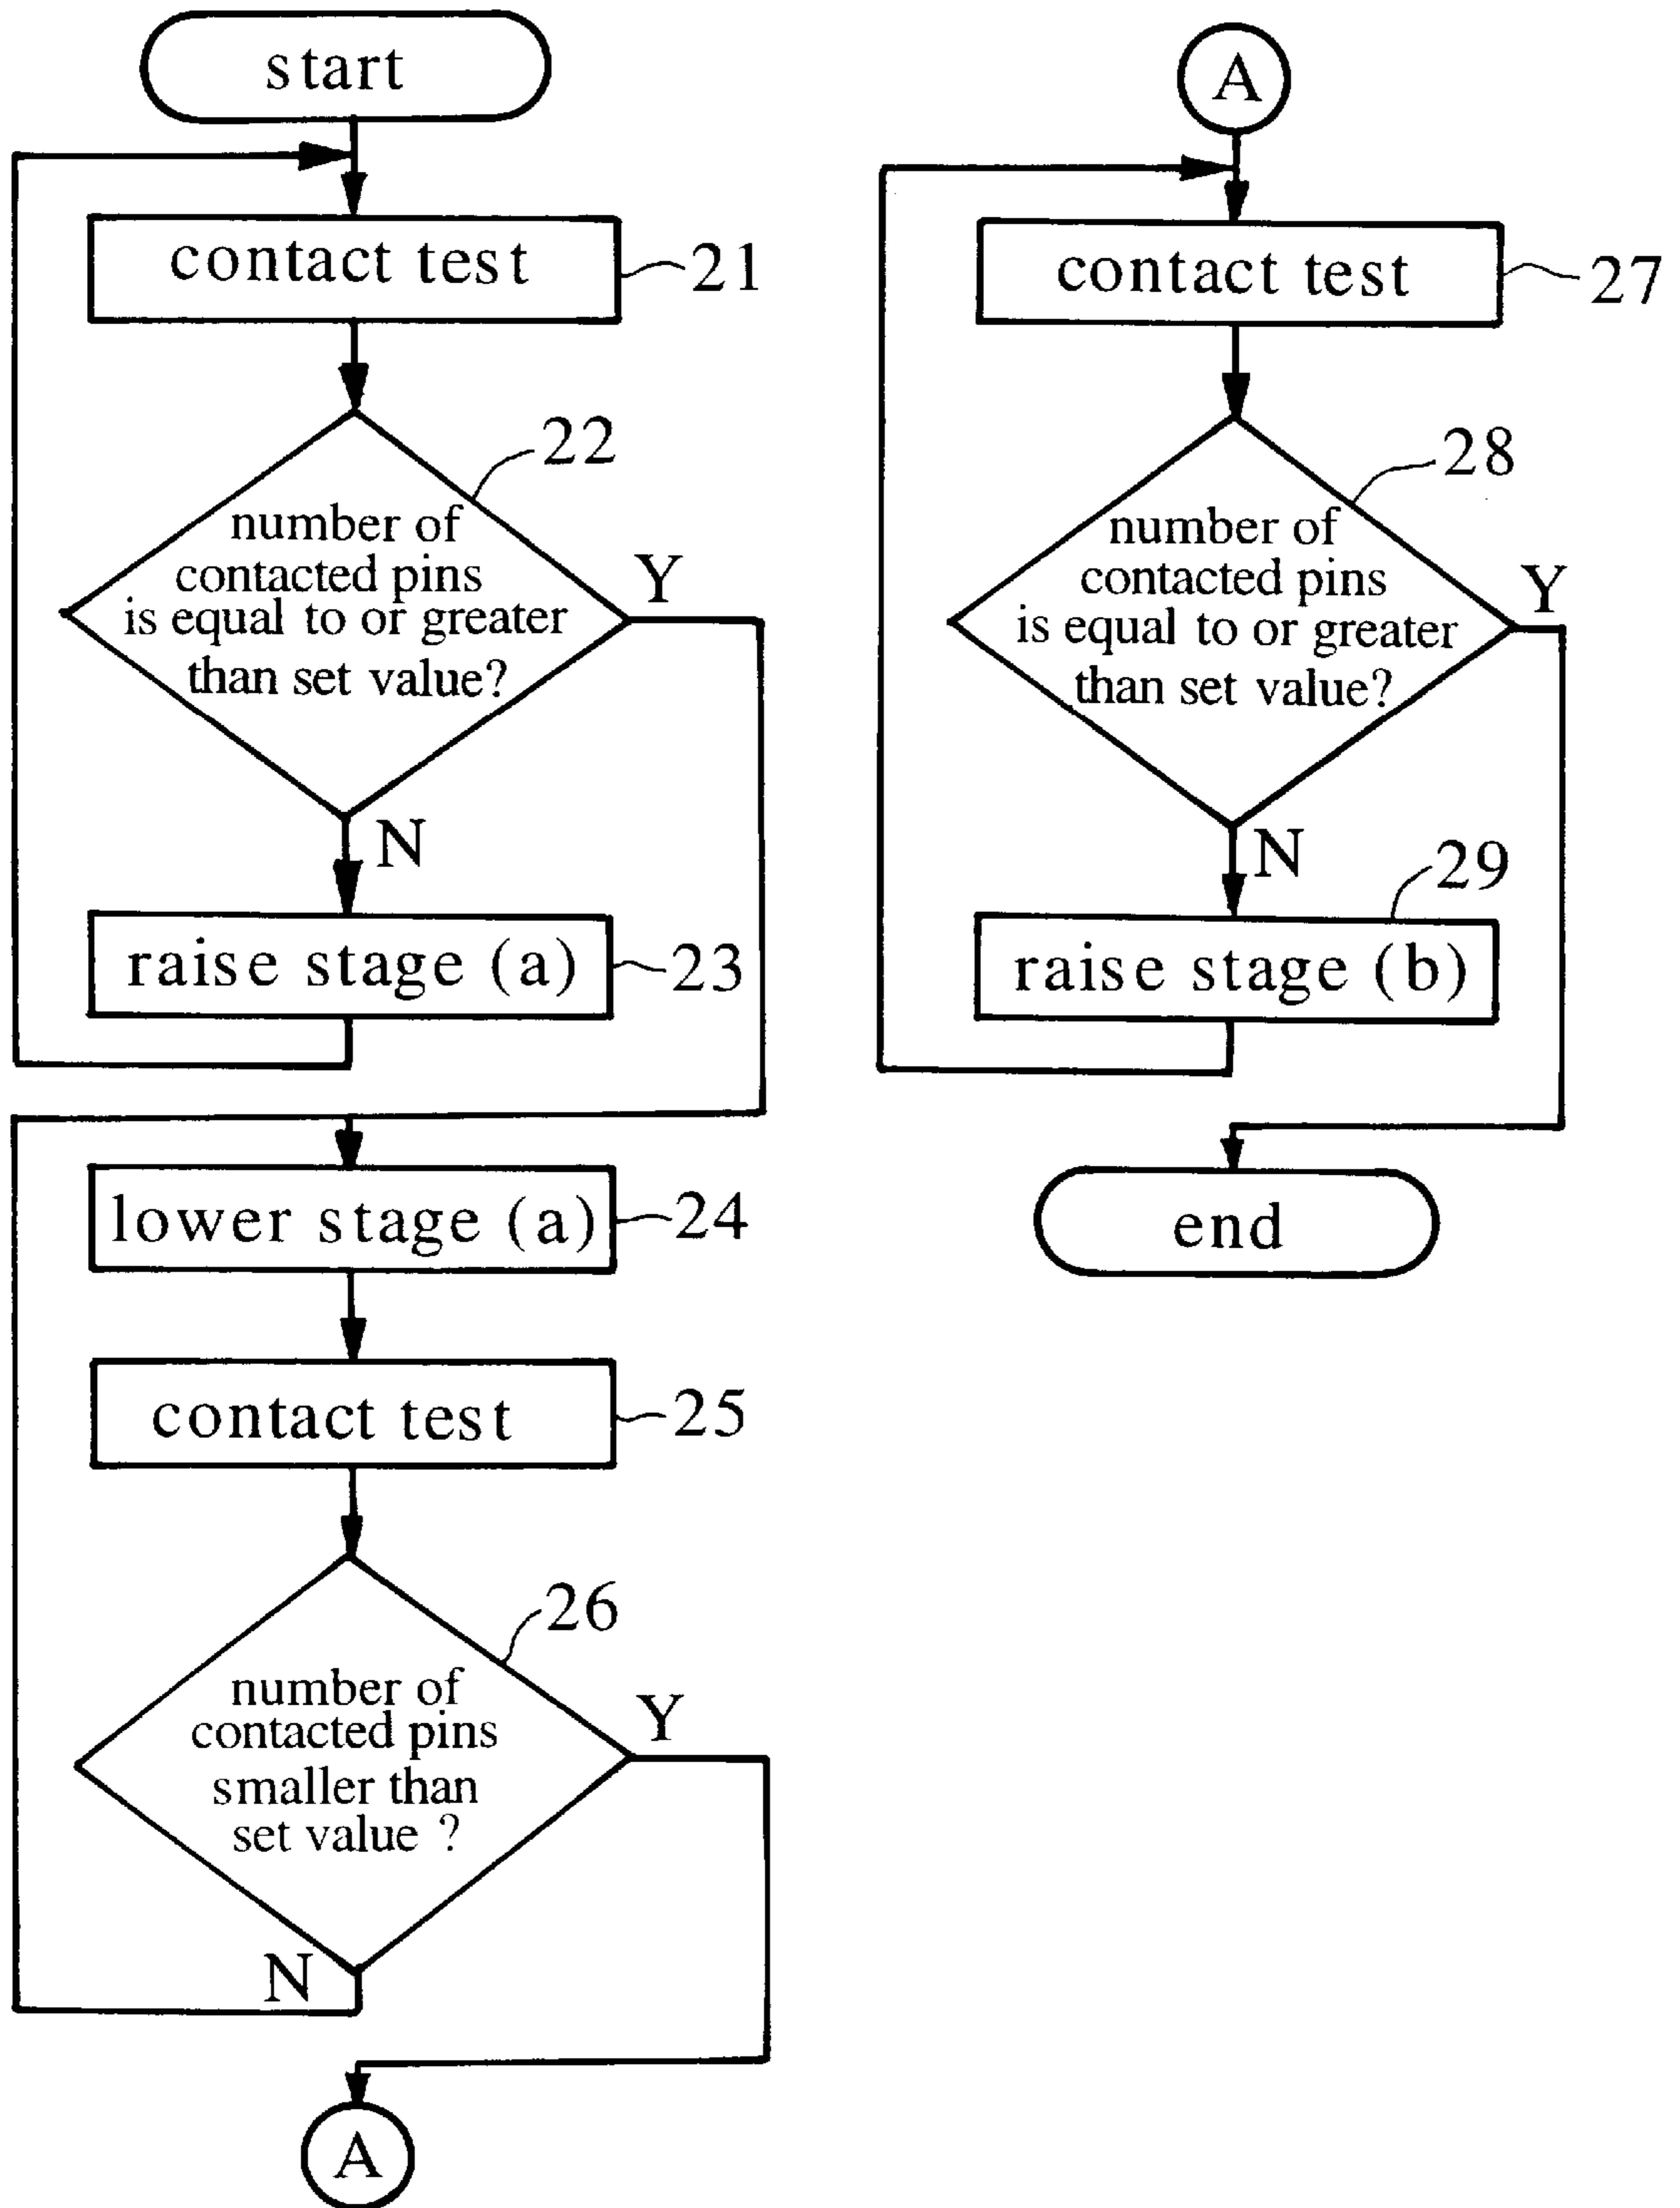 start
contact test
21
22
number of
contacted pins
is equal to or greater
than set value?
Y
N
raise stage (a)
23
lower stage (a)
24
contact test
25
26
number of
contacted pins
smaller than
set value ?
Y
N
A
A
contact test
27
28
number of
contacted pins
is equal to or greater
than set value?
Y
N
29
raise stage (b)
end